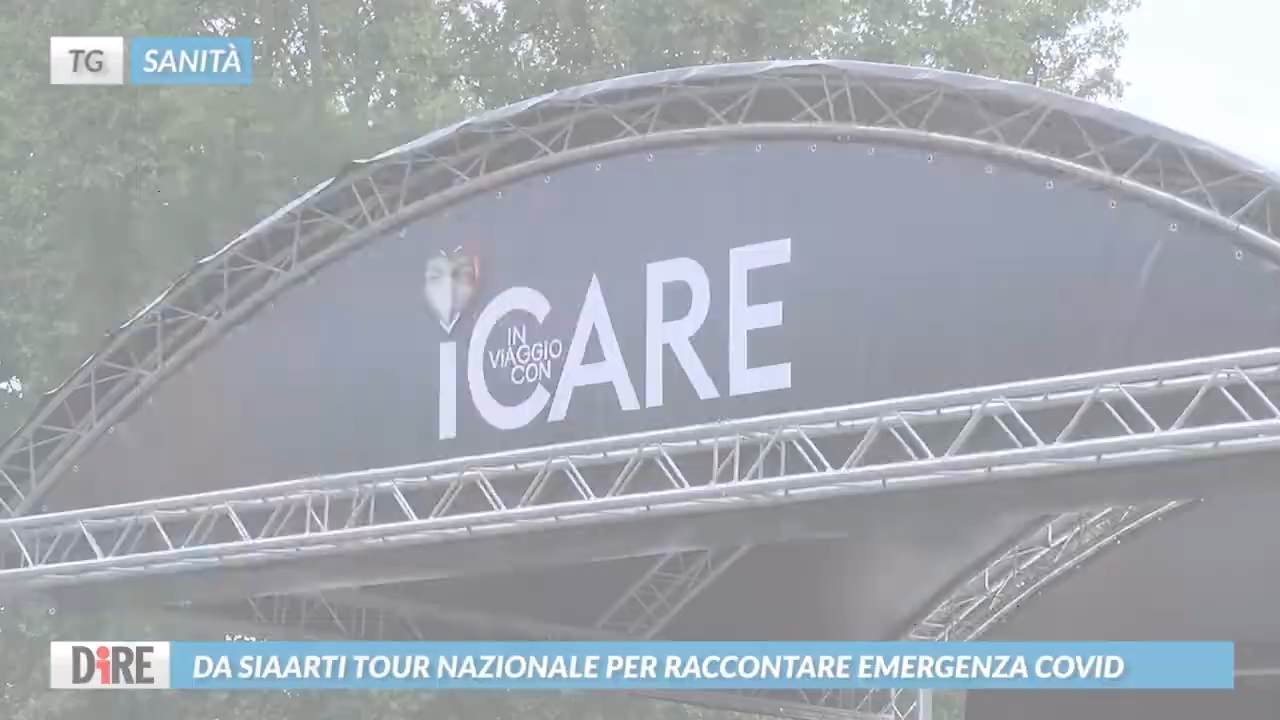 TG SANITÀ
iCARE
IN
VIAGGIO
CON
DiRE DA SIAARTI TOUR NAZIONALE PER RACCONTARE EMERGENZA COVID